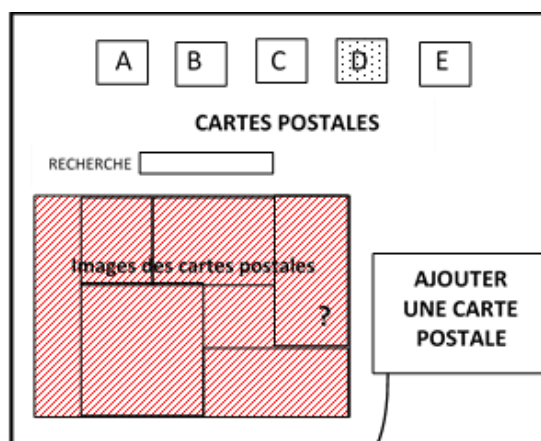 A B C D E
CARTES POSTALES
RECHERCHE
Images des cartes postales
?
AJOUTER
UNE CARTE
POSTALE